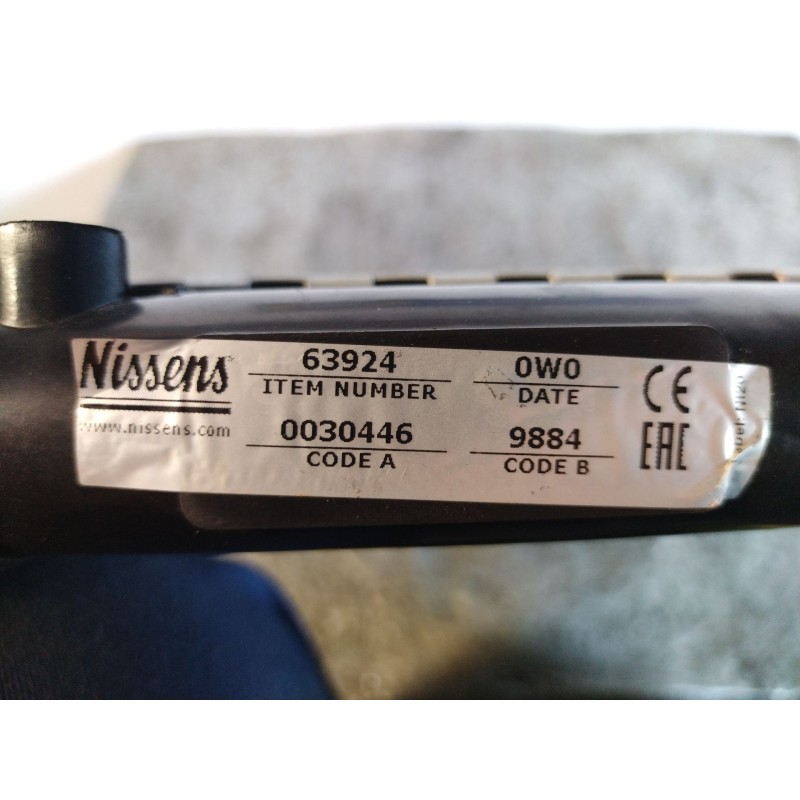 Nissens
www.nissens.com
63924
ITEM NUMBER
0030446
CODE A
0W0
DATE
9884
CODE B
CE
EAC